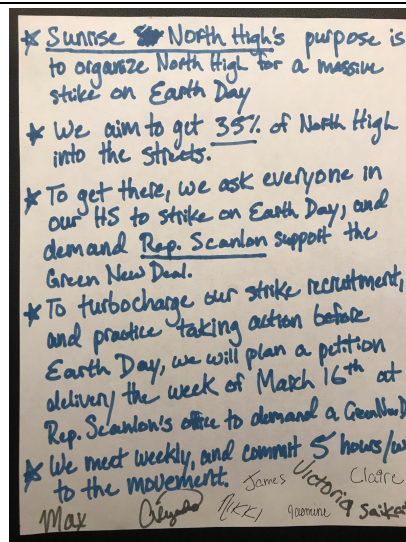 * Sunrise North High's purpose is
to organize North High for a massive
strike on Earth Day
* We aim to get 35% of North High
into the streets.
* To get there, we ask everyone in
our HS to strike on Earth Day, and
demand Rep. Scanlon support the
Green New Deal.
* To turbocharge our strike recruitment,
and practice taking action before
Earth Day, we will plan a petition
delivery the week of March 16th at
Rep. Scanlon's office to demand a Green New D
* We meet weekly, and commit 5 hours/w
to the movement.
James Victoria Claire
Max Nikki Jasmine